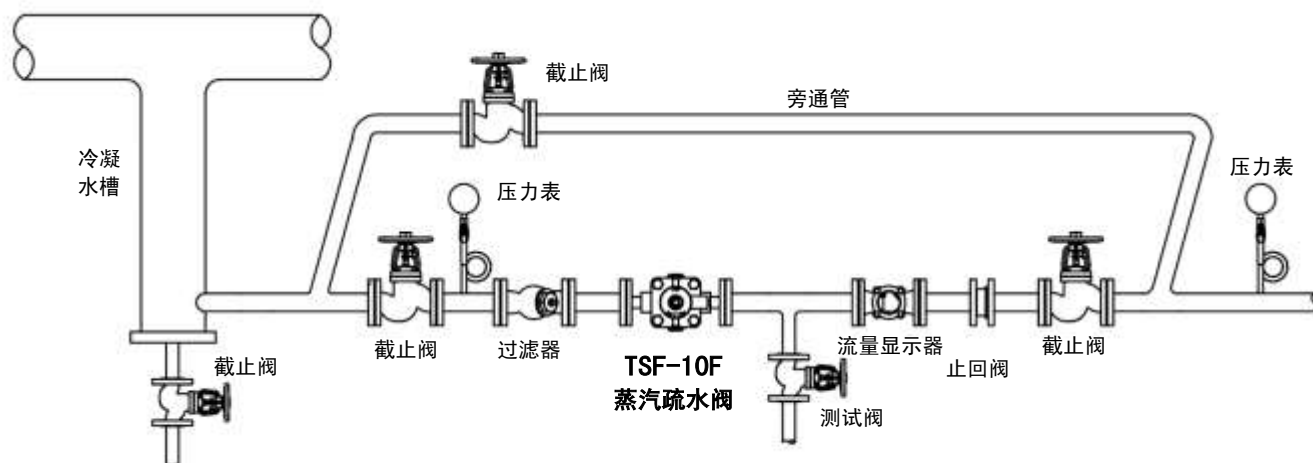 截止阀
旁通管
冷凝
水槽
压力表
压力表
截止阀
截止阀
过滤器
TSF-10F
蒸汽疏水阀
流量显示器
止回阀
截止阀
测试阀